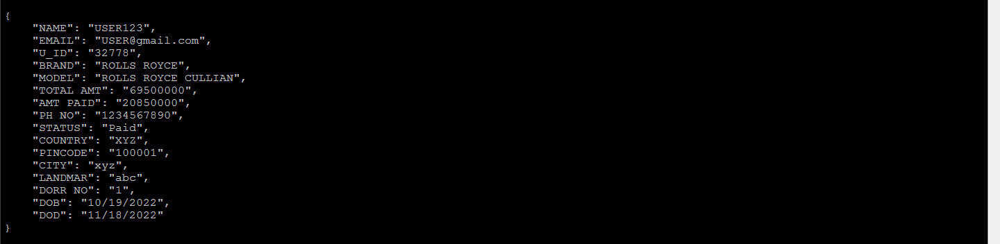 {
"NAME": "USER123",
"EMAIL": "USER@gmail.com",
"U_ID": "32778",
"BRAND": "ROLLS ROYCE",
"MODEL": "ROLLS ROYCE CULLIAN",
"TOTAL AMT": "69500000",
"AMT PAID": "20850000",
"PH NO": "1234567890",
"STATUS": "Paid",
"COUNTRY": "XYZ",
"PINCODE": "100001",
"CITY": "xyz",
"LANDMAR": "abc",
"DORR NO": "1",
"DOB": "10/19/2022",
"DOD": "11/18/2022"
}